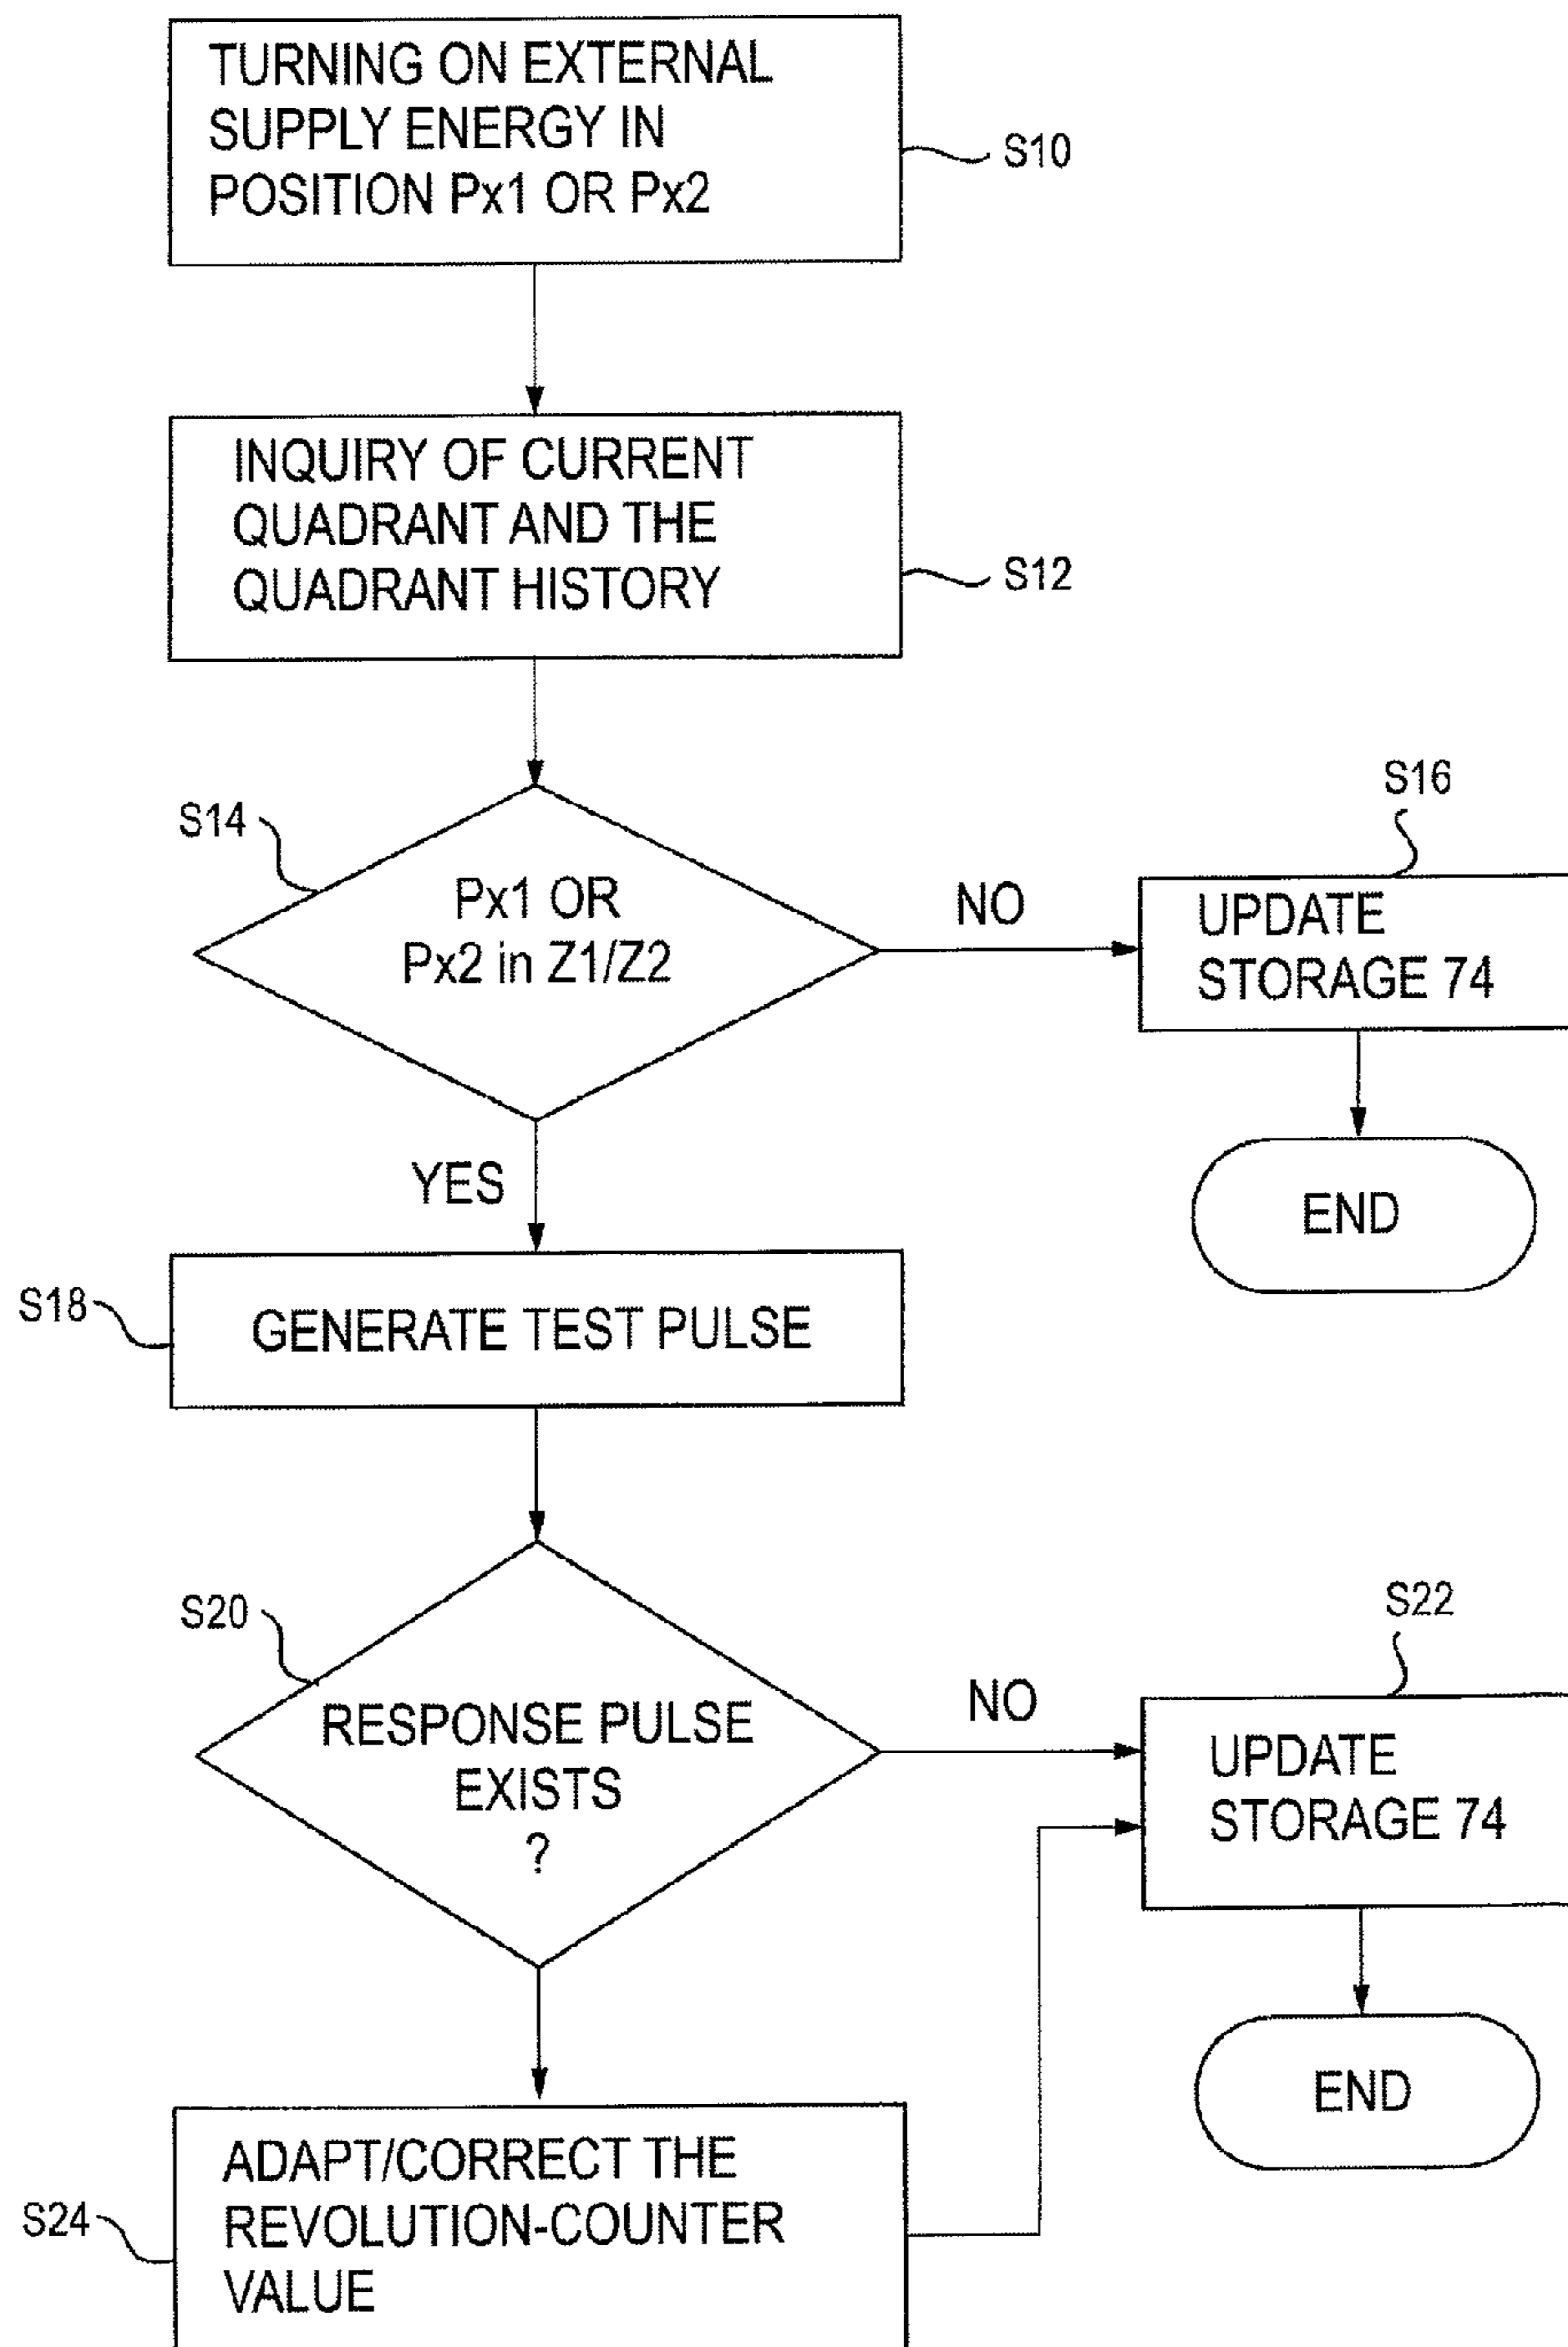 TURNING ON EXTERNAL
SUPPLY ENERGY IN
POSITION Px1 OR Px2
S10
INQUIRY OF CURRENT
QUADRANT AND THE
QUADRANT HISTORY
S12
S14
Px1 OR
Px2 in Z1/Z2
NO
S16
UPDATE
STORAGE 74
END
YES
S18
GENERATE TEST PULSE
S20
RESPONSE PULSE
EXISTS
?
NO
S22
UPDATE
STORAGE 74
END
S24
ADAPT/CORRECT THE
REVOLUTION-COUNTER
VALUE